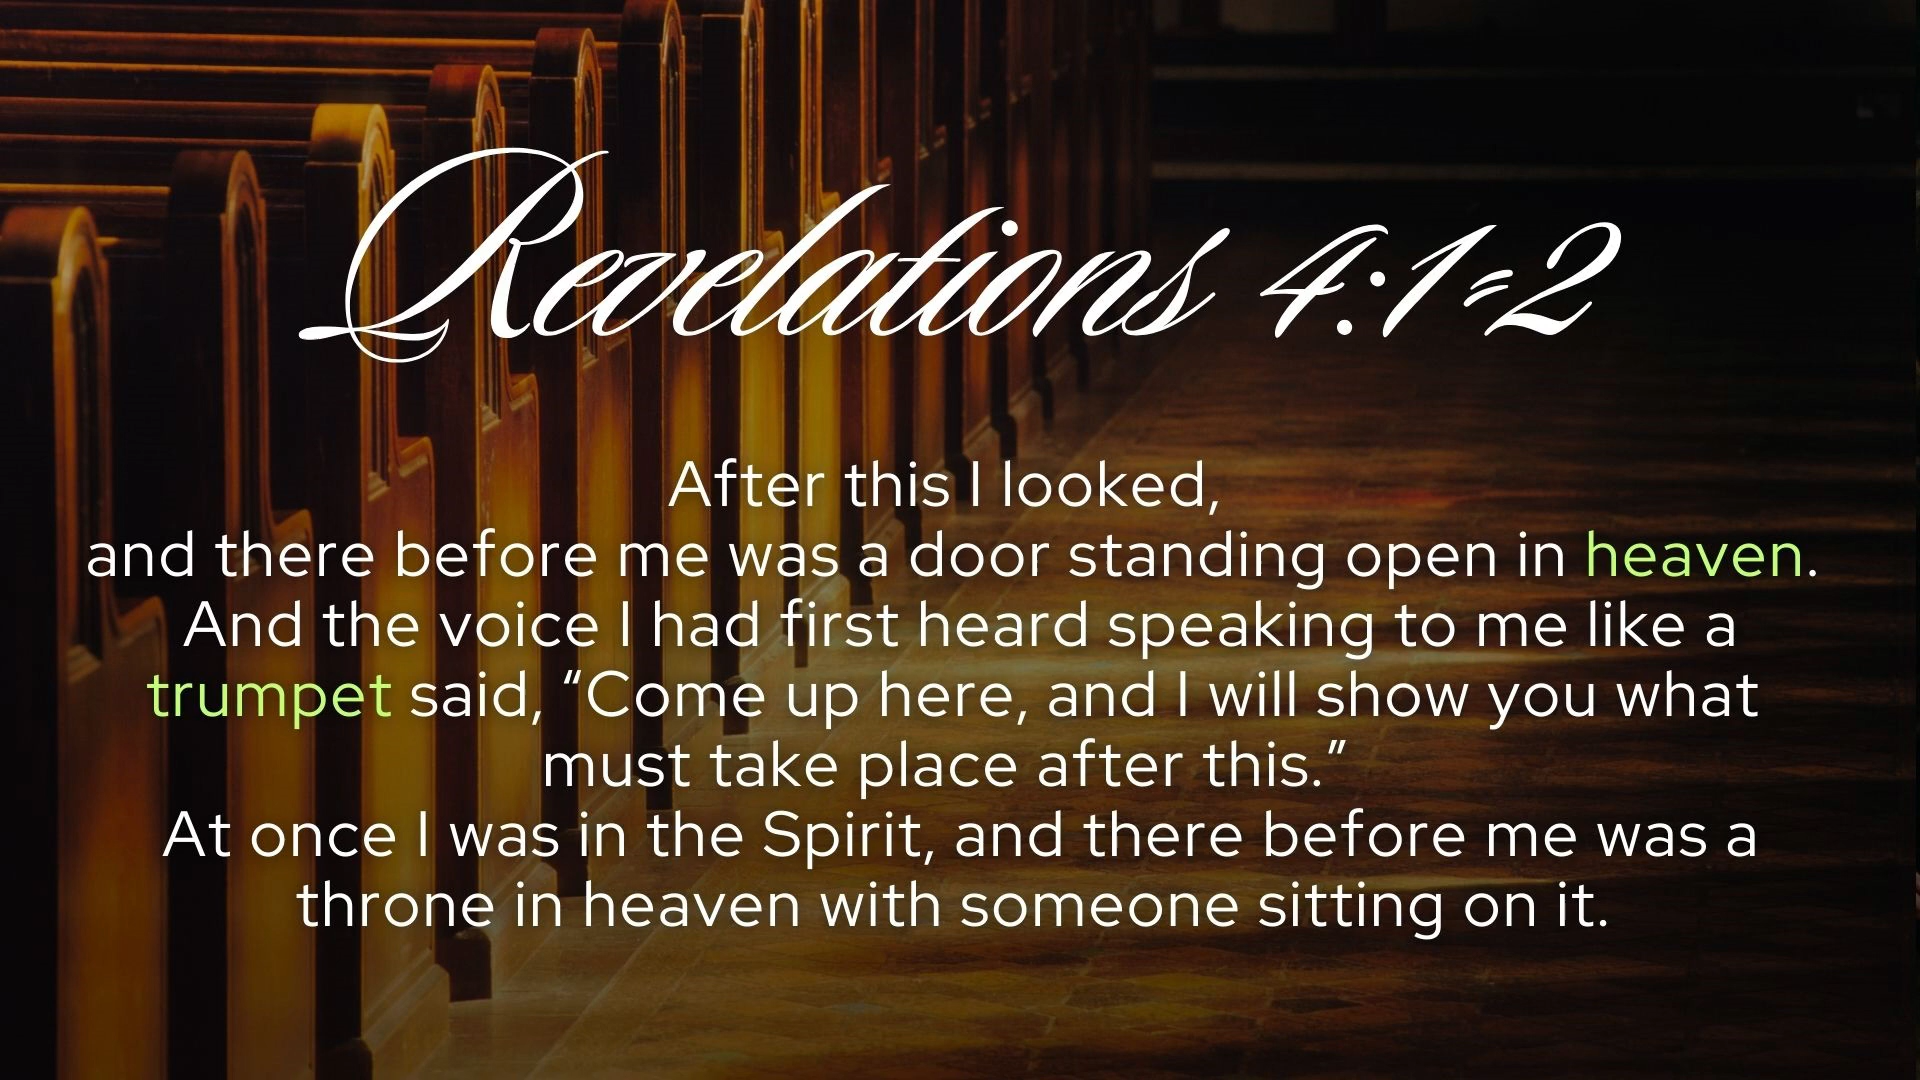 Revelations 4:1-2
After this I looked,
and there before me was a door standing open in heaven.
And the voice I had first heard speaking to me like a
trumpet said, “Come up here, and I will show you what
must take place after this.”
At once I was in the Spirit, and there before me was a
throne in heaven with someone sitting on it.